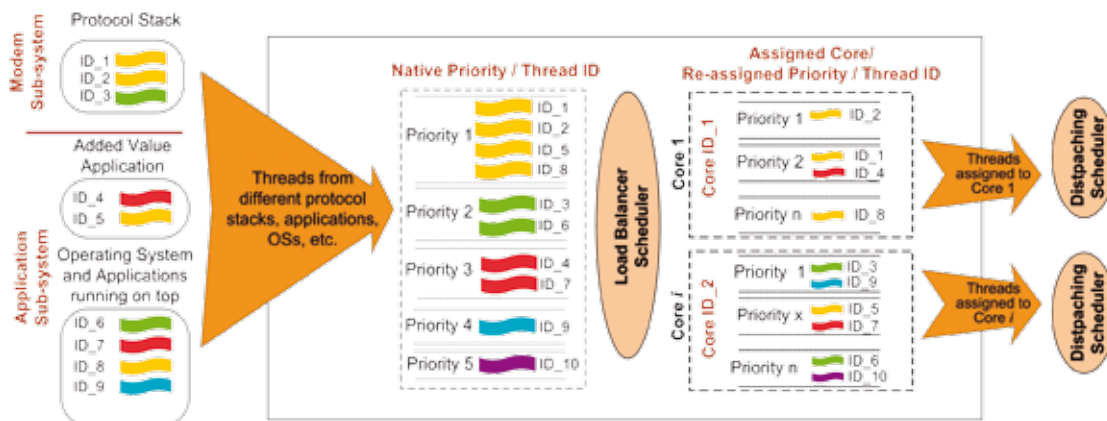 Modem
Sub-system
Protocol Stack
ID_1
ID_2
ID_3
Application
Sub-system
Added Value
Application
ID_4
ID_5
Operating System
and Applications
running on top
ID_6
ID_7
ID_8
ID_9
Threads from
different protocol
stacks, applications,
OSs, etc.
Native Priority / Thread ID
Priority 1
ID_1
ID_2
ID_5
ID_8
Priority 2
ID_3
ID_6
Priority 3
ID_4
ID_7
Priority 4
ID_9
Priority 5
ID_10
Load Balancer
Scheduler
Assigned Core/
Re-assigned Priority / Thread ID
Core 1
Core ID_1
Priority 1
ID_2
Priority 2
ID_1
ID_4
Priority n
ID_8
Core i
Core ID_2
Priority 1
ID_3
ID_9
Priority x
ID_5
ID_7
Priority n
ID_6
ID_10
Threads
assigned to
Core 1
Distpaching
Scheduler
Threads
assigned to
Core i
Distpaching
Scheduler